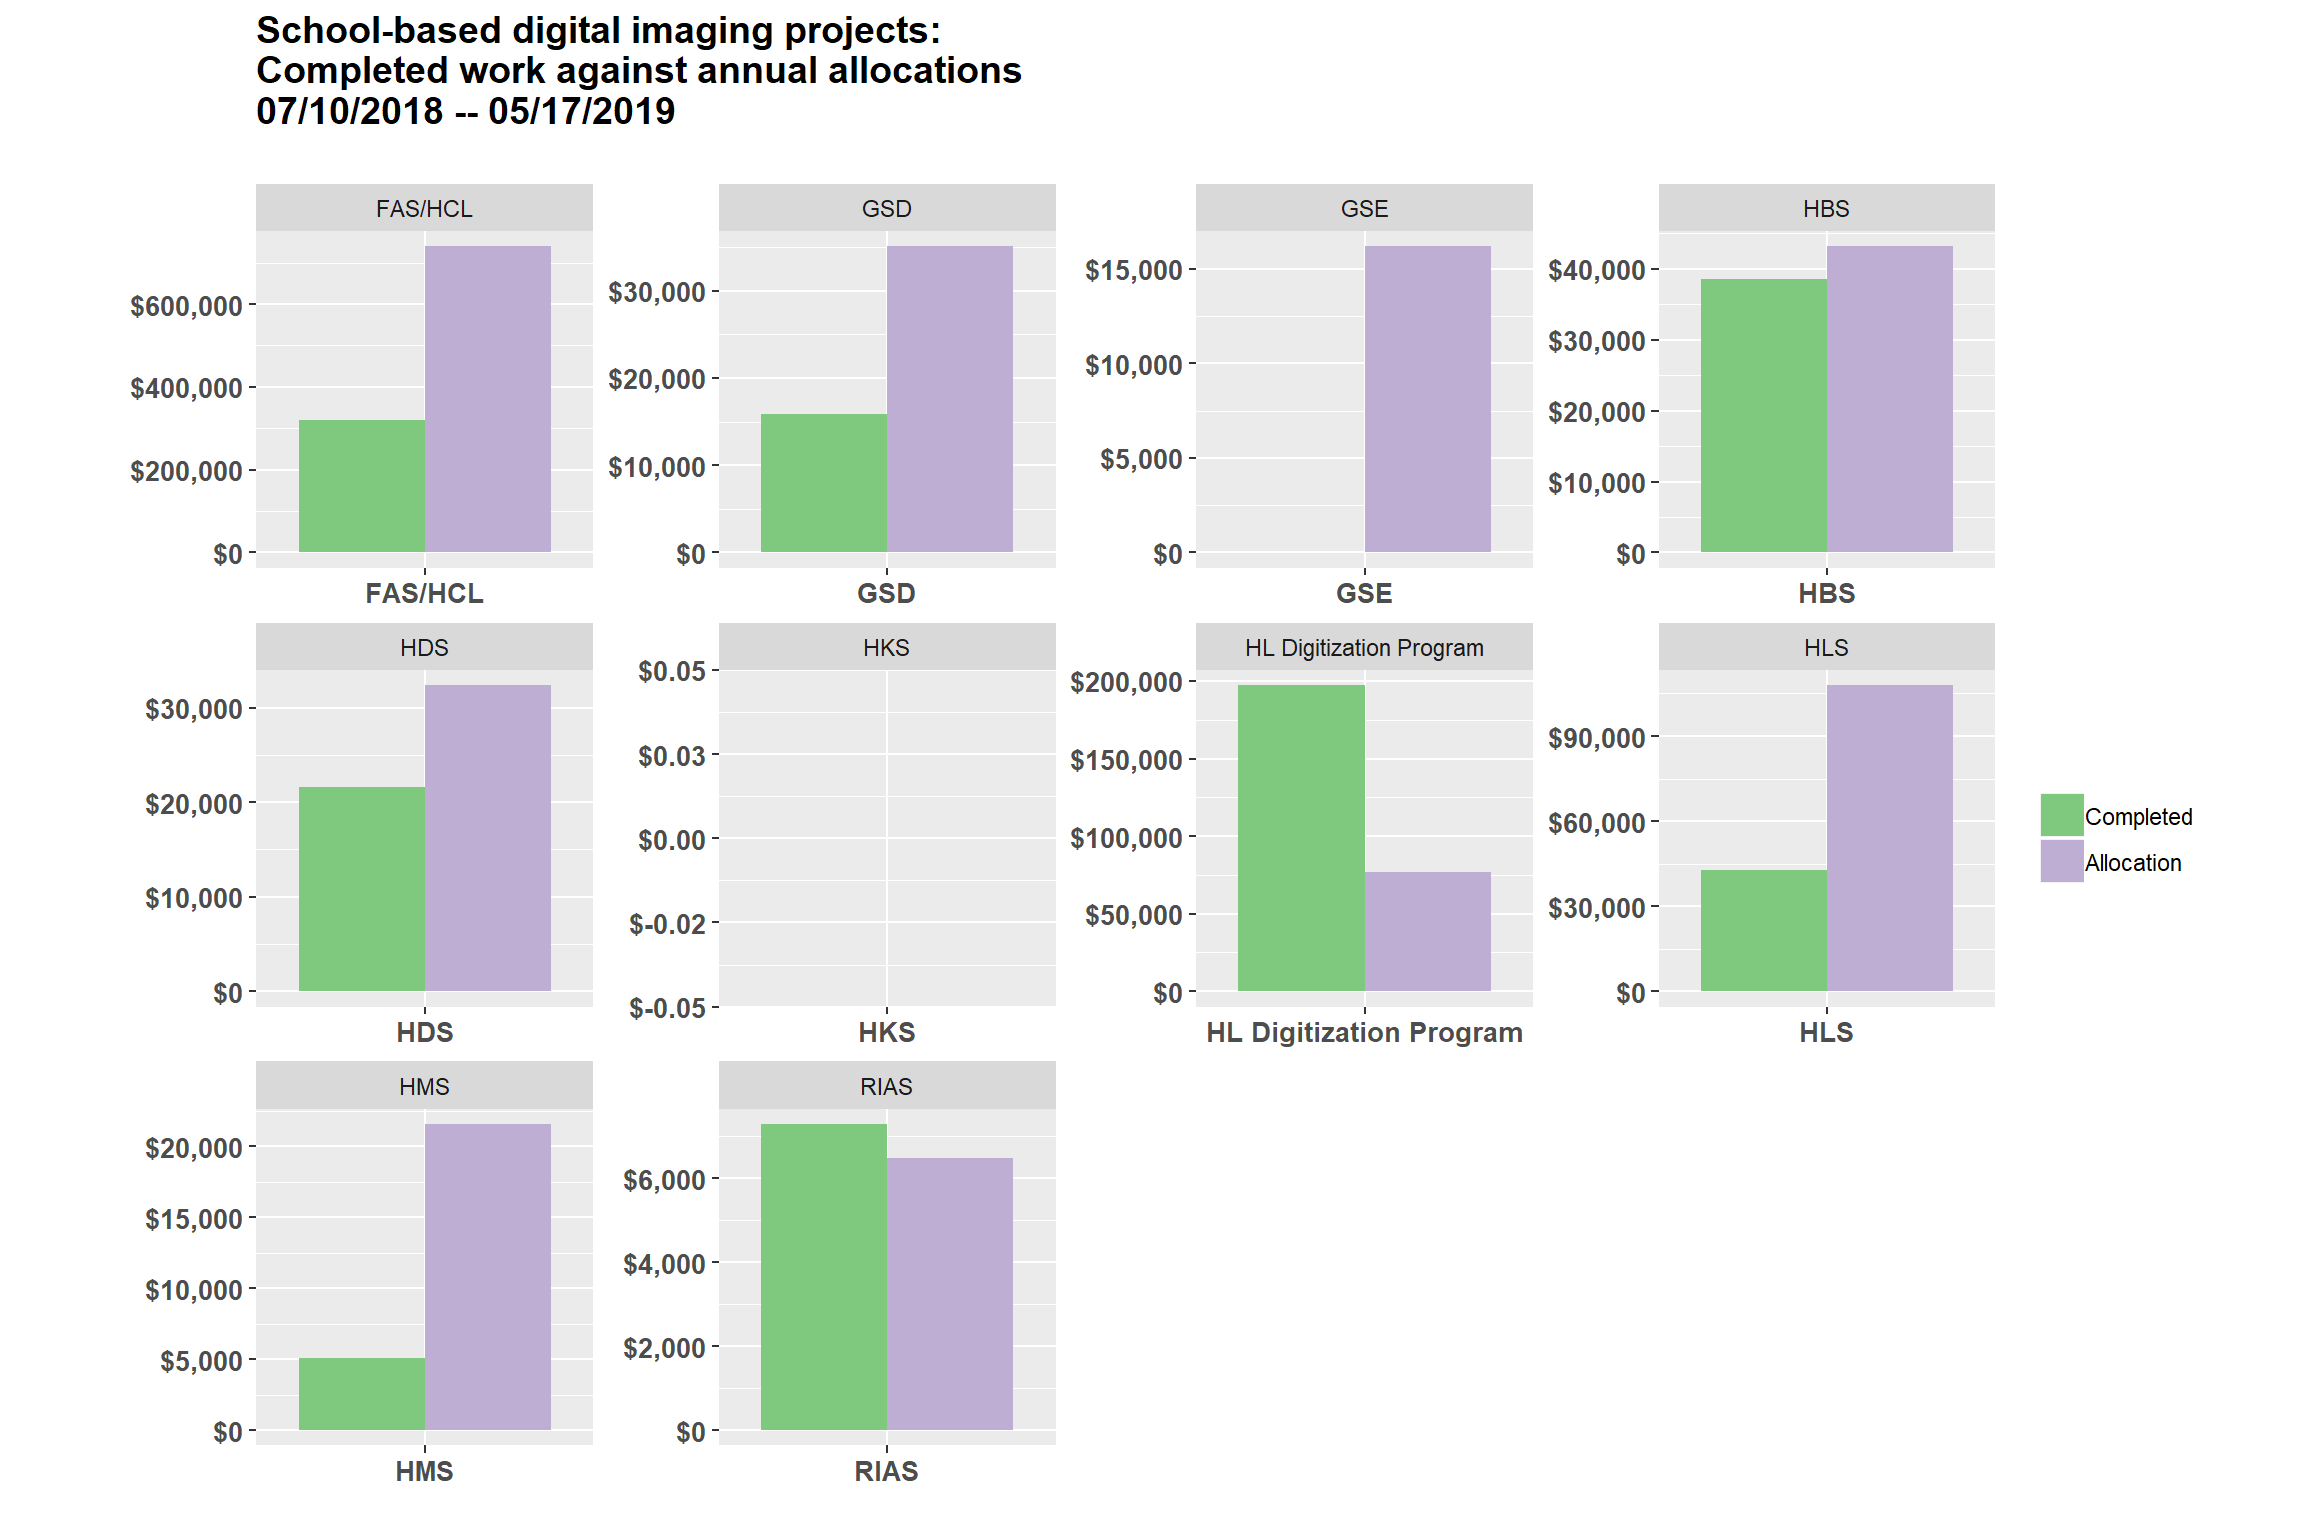 School-based digital imaging projects:
Completed work against annual allocations
07/10/2018 -- 05/17/2019
FAS/HCL
$600,000
$400,000
$200,000
$0
FAS/HCL
GSD
$30,000
$20,000
$10,000
$0
GSD
GSE
$15,000
$10,000
$5,000
$0
GSE
HBS
$40,000
$30,000
$20,000
$10,000
$0
HBS
HDS
$30,000
$20,000
$10,000
$0
HDS
HKS
$0.05
$0.03
$0.00
$-0.02
$-0.05
HKS
HL Digitization Program
$200,000
$150,000
$100,000
$50,000
$0
HL Digitization Program
HLS
$90,000
$60,000
$30,000
$0
HLS
Completed
Allocation
HMS
$20,000
$15,000
$10,000
$5,000
$0
HMS
RIAS
$6,000
$4,000
$2,000
$0
RIAS